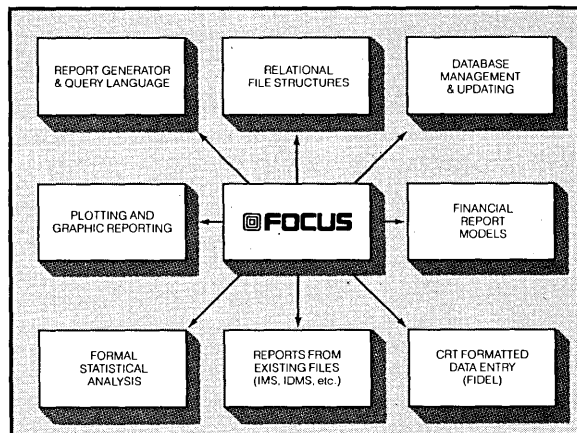 REPORT GENERATOR
& QUERY LANGUAGE
RELATIONAL
FILE STRUCTURES
DATABASE
MANAGEMENT
& UPDATING
PLOTTING AND
GRAPHIC REPORTING
FOCUS
FINANCIAL
REPORT
MODELS
FORMAL
STATISTICAL
ANALYSIS
REPORTS FROM
EXISTING FILES
(IMS, IDMS, etc.)
CRT FORMATTED
DATA ENTRY
(FIDEL)